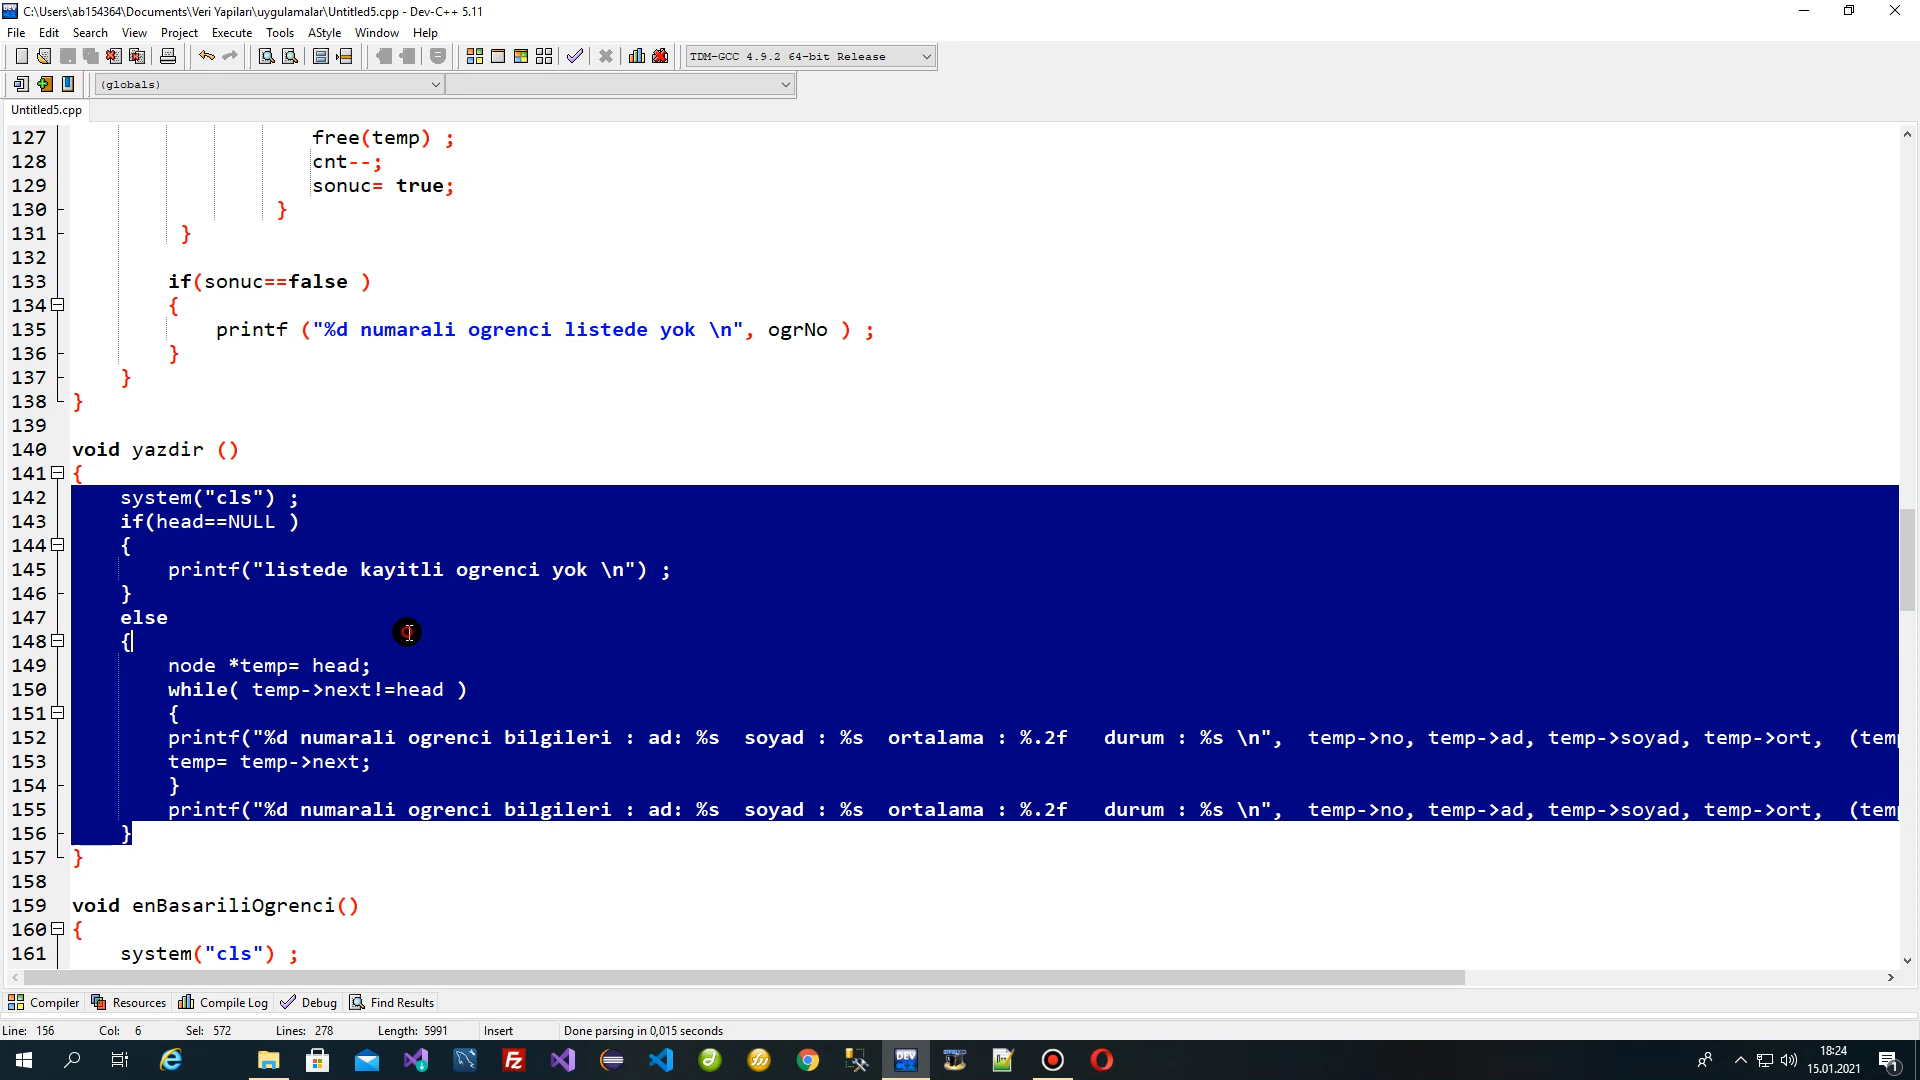 C:\Users\ab154364\Documents\Veri Yapıları\uygulamalar\Untitled5.cpp - Dev-C++ 5.11
File Edit Search View Project Execute Tools AStyle Window Help
TDM-GCC 4.9.2 64-bit Release
(globals)
Untitled5.cpp
127 free(temp) ;
128 cnt--;
129 sonuc= true;
130 }
131 }
132
133 if(sonuc==false )
134 {
135 printf ("%d numarali ogrenci listede yok \n", ogrNo ) ;
136 }
137 }
138 }
139
140 void yazdir ()
141 {
142 system("cls") ;
143 if(head==NULL )
144 {
145 printf("listede kayitli ogrenci yok \n") ;
146 }
147 else
148 {
149 node *temp= head;
150 while( temp->next!=head )
151 {
152 printf("%d numarali ogrenci bilgileri : ad: %s  soyad : %s  ortalama : %.2f   durum : %s \n",  temp->no, temp->ad, temp->soyad, temp->ort,  (tem
153 temp= temp->next;
154 }
155 printf("%d numarali ogrenci bilgileri : ad: %s  soyad : %s  ortalama : %.2f   durum : %s \n",  temp->no, temp->ad, temp->soyad, temp->ort,  (tem
156 }
157 }
158
159 void enBasariliOgrenci()
160 {
161 system("cls") ;
Compiler Resources Compile Log Debug Find Results
Line: 156 Col: 6 Sel: 572 Lines: 278 Length: 5991 Insert Done parsing in 0,015 seconds
18:24
15.01.2021